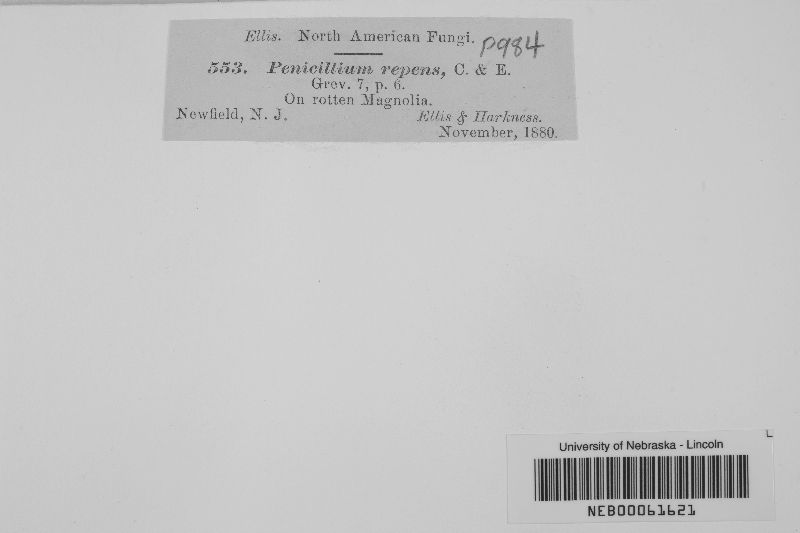 Ellis. North American Fungi. p984
553. Penicillium repens, C. & E.
Grev. 7, p. 6.
On rotten Magnolia.
Newfield, N. J. Ellis & Harkness.
November, 1880.
L
University of Nebraska - Lincoln
NEB00061621